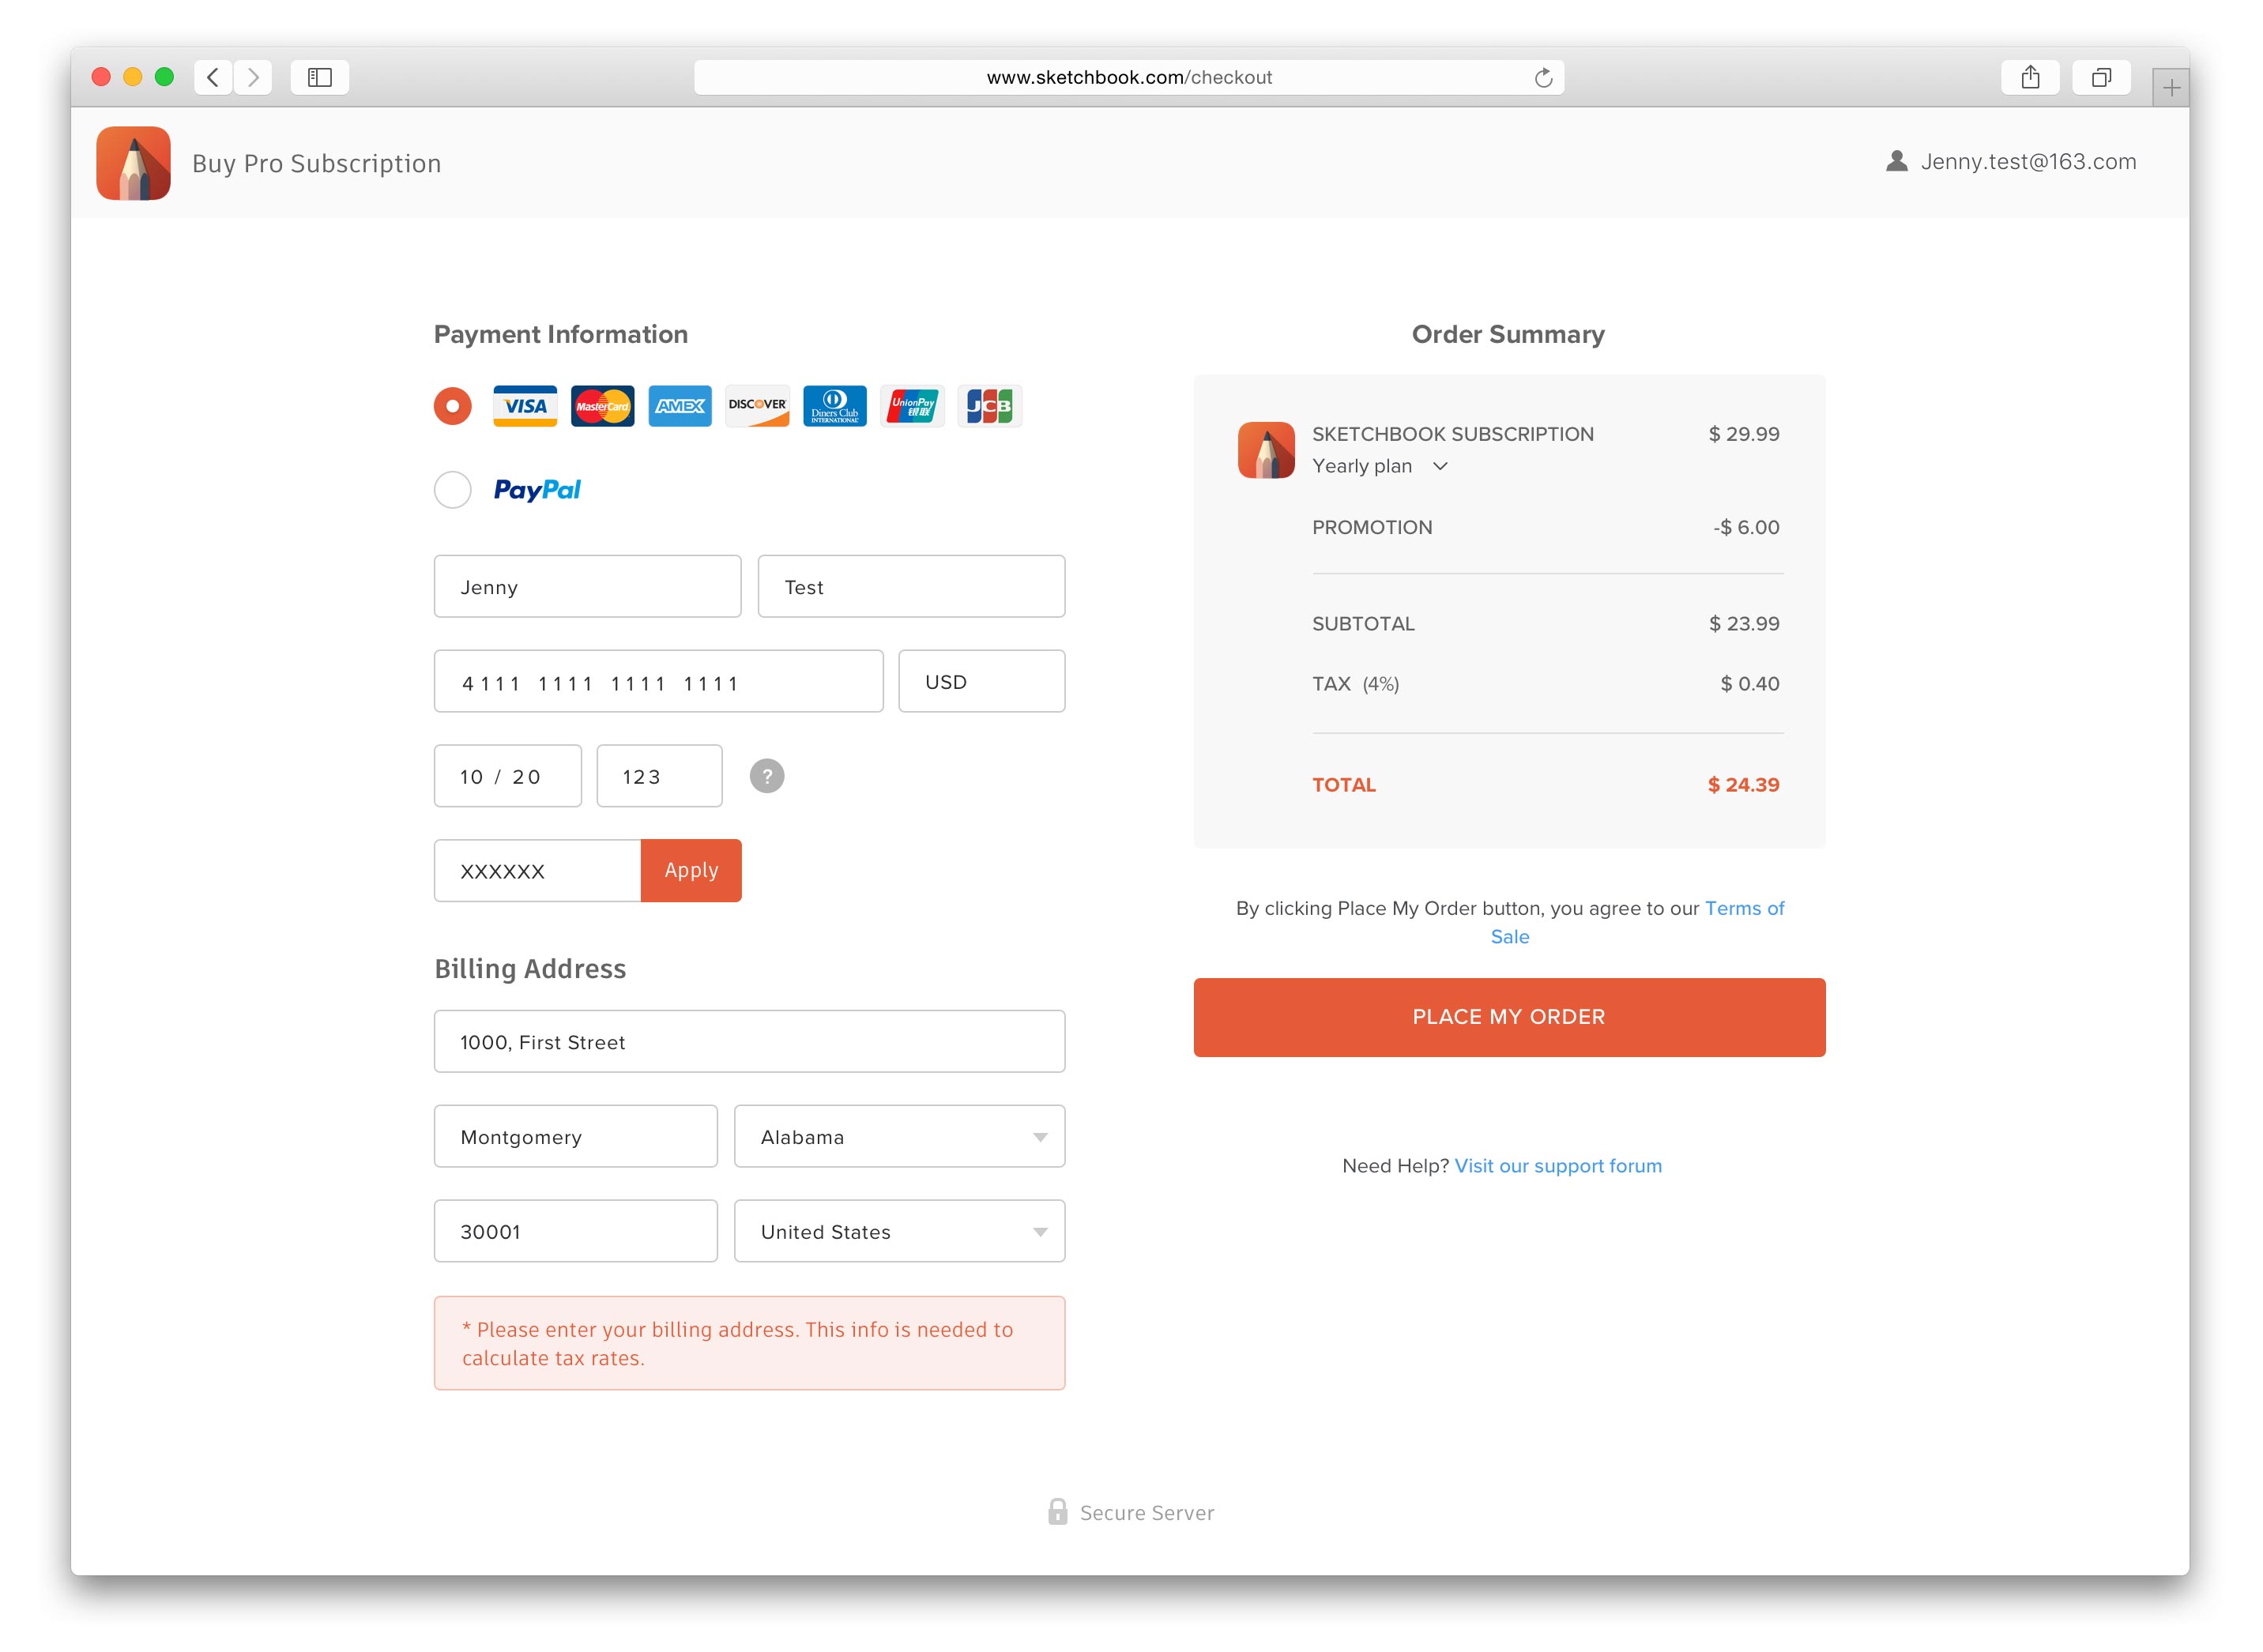 www.sketchbook.com/checkout
Buy Pro Subscription
Jenny.test@163.com
Payment Information
VISA MasterCard AMEX DISCOVER Diners Club INTERNATIONAL UnionPay 银联 JCB
PayPal
Jenny Test
4111 1111 1111 1111 USD
10 / 20 123 ?
XXXXXX Apply
Billing Address
1000, First Street
Montgomery Alabama
30001 United States
* Please enter your billing address. This info is needed to
calculate tax rates.
Order Summary
SKETCHBOOK SUBSCRIPTION $ 29.99
Yearly plan
PROMOTION -$ 6.00
SUBTOTAL $ 23.99
TAX (4%) $ 0.40
TOTAL $ 24.39
By clicking Place My Order button, you agree to our Terms of
Sale
PLACE MY ORDER
Need Help? Visit our support forum
Secure Server